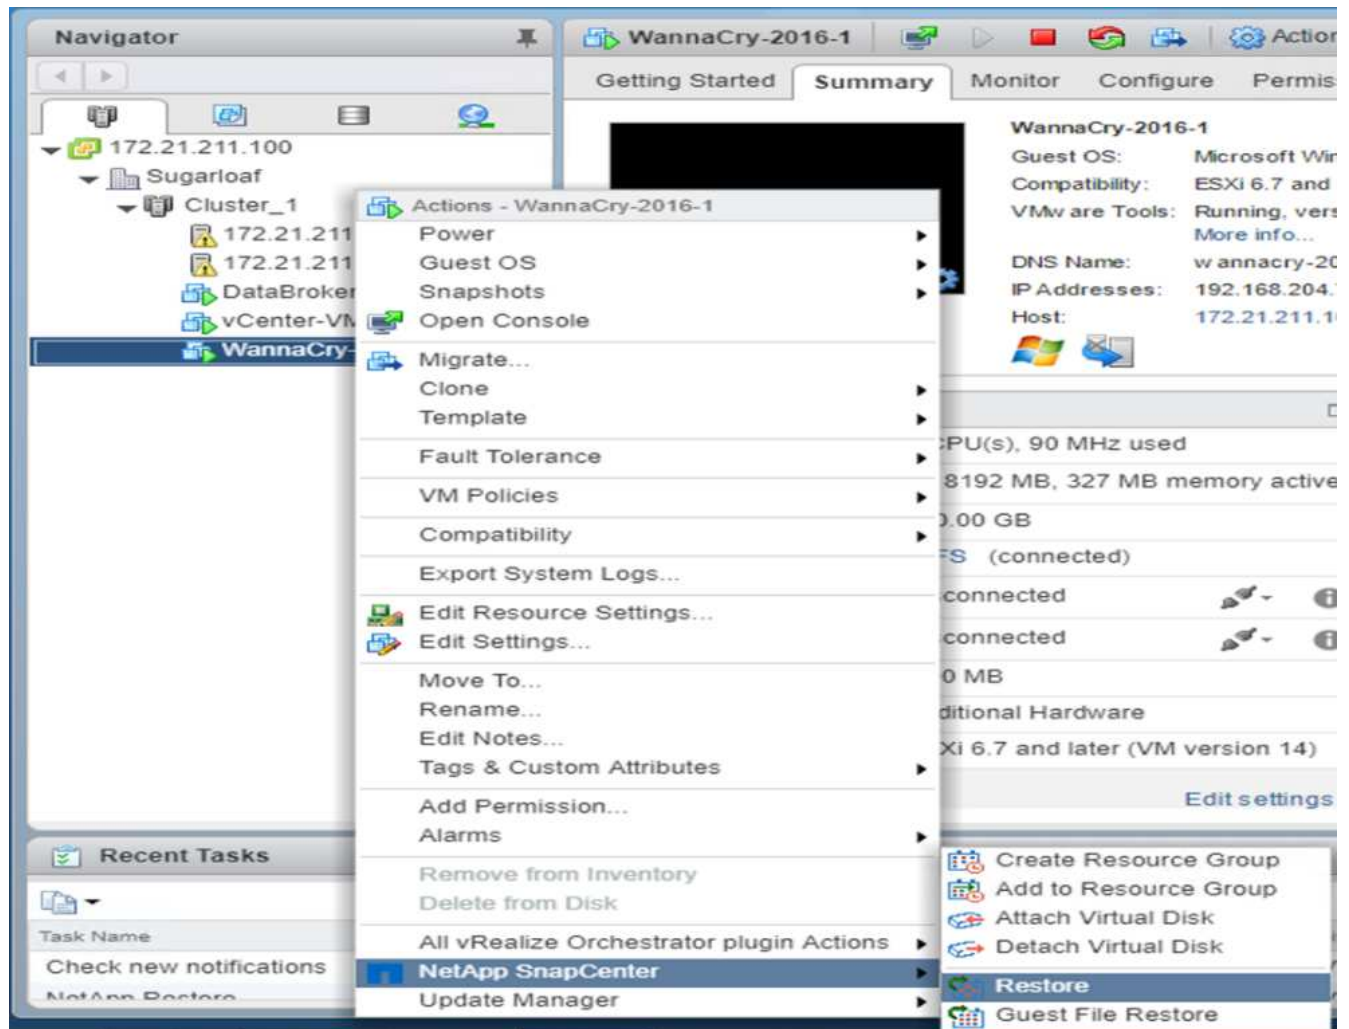 Navigator
WannaCry-2016-1
Getting Started
Summary
Monitor
Configure
172.21.211.100
Sugarloaf
Cluster_1
172.21.211
172.21.211
DataBroker
vCenter-VM
WannaCry-
WannaCry-2016-1
Guest OS:
Compatibility: ESXi 6.7 and
VMware Tools: Running, vers
More info...
DNS Name: wannacry-20
IP Addresses: 192.168.204.
Host: 172.21.211.1
Actions - WannaCry-2016-1
Power
Guest OS
Snapshots
Open Console
Migrate...
Clone
Template
Fault Tolerance
VM Policies
Compatibility
Export System Logs...
Edit Resource Settings...
Edit Settings...
Move To...
Rename...
Edit Notes...
Tags & Custom Attributes
Add Permission...
Alarms
Remove from Inventory
Delete from Disk
All vRealize Orchestrator plugin Actions
NetApp SnapCenter
Update Manager
PU(s), 90 MHz used
8192 MB, 327 MB memory active
.00 GB
FS (connected)
connected
connected
0 MB
ditional Hardware
Xi 6.7 and later (VM version 14)
Edit settings
Create Resource Group
Add to Resource Group
Attach Virtual Disk
Detach Virtual Disk
Restore
Guest File Restore
Recent Tasks
Task Name
Check new notifications
NetApp Restore